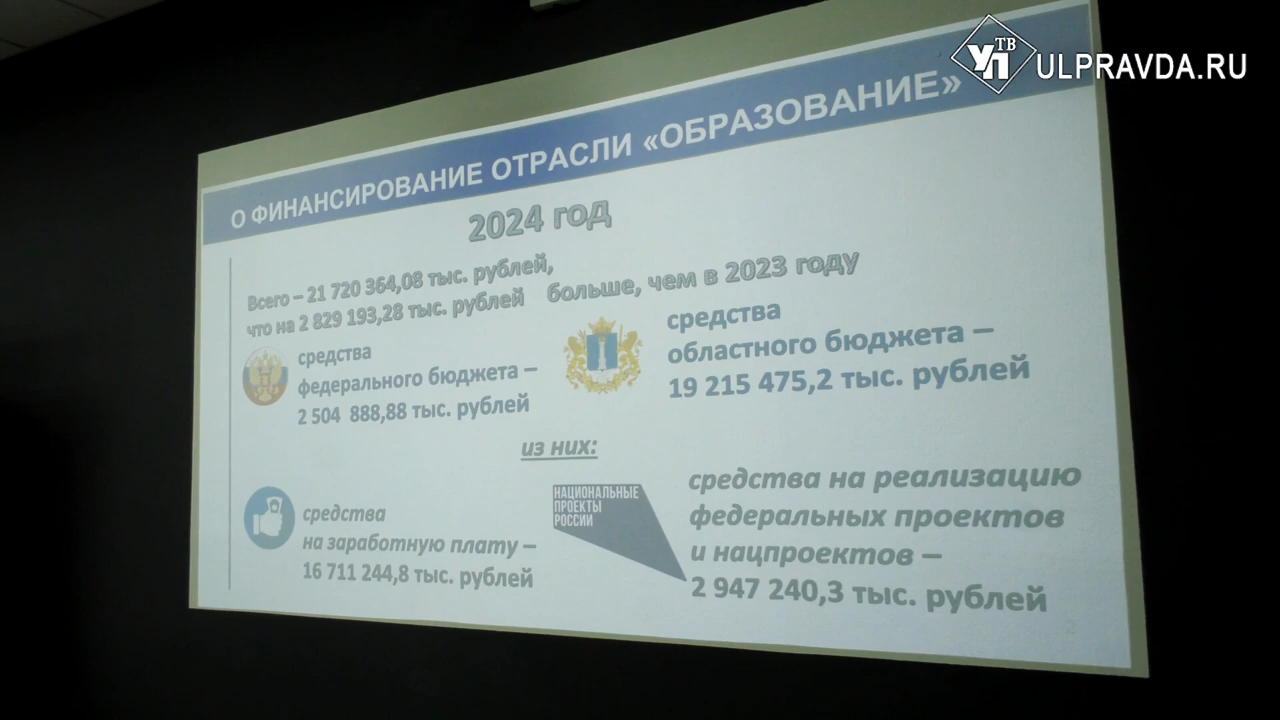 УП ТВ ULPRAVDA.RU
О ФИНАНСИРОВАНИЕ ОТРАСЛИ «ОБРАЗОВАНИЕ»
2024 год
Всего – 21 720 364,08 тыс. рублей,
что на 2 829 193,28 тыс. рублей больше, чем в 2023 году
средства
федерального бюджета –
2 504 888,88 тыс. рублей
средства
областного бюджета –
19 215 475,2 тыс. рублей
из них:
средства
на заработную плату –
16 711 244,8 тыс. рублей
НАЦИОНАЛЬНЫЕ
ПРОЕКТЫ
РОССИИ
средства на реализацию
федеральных проектов
и нацпроектов –
2 947 240,3 тыс. рублей
2